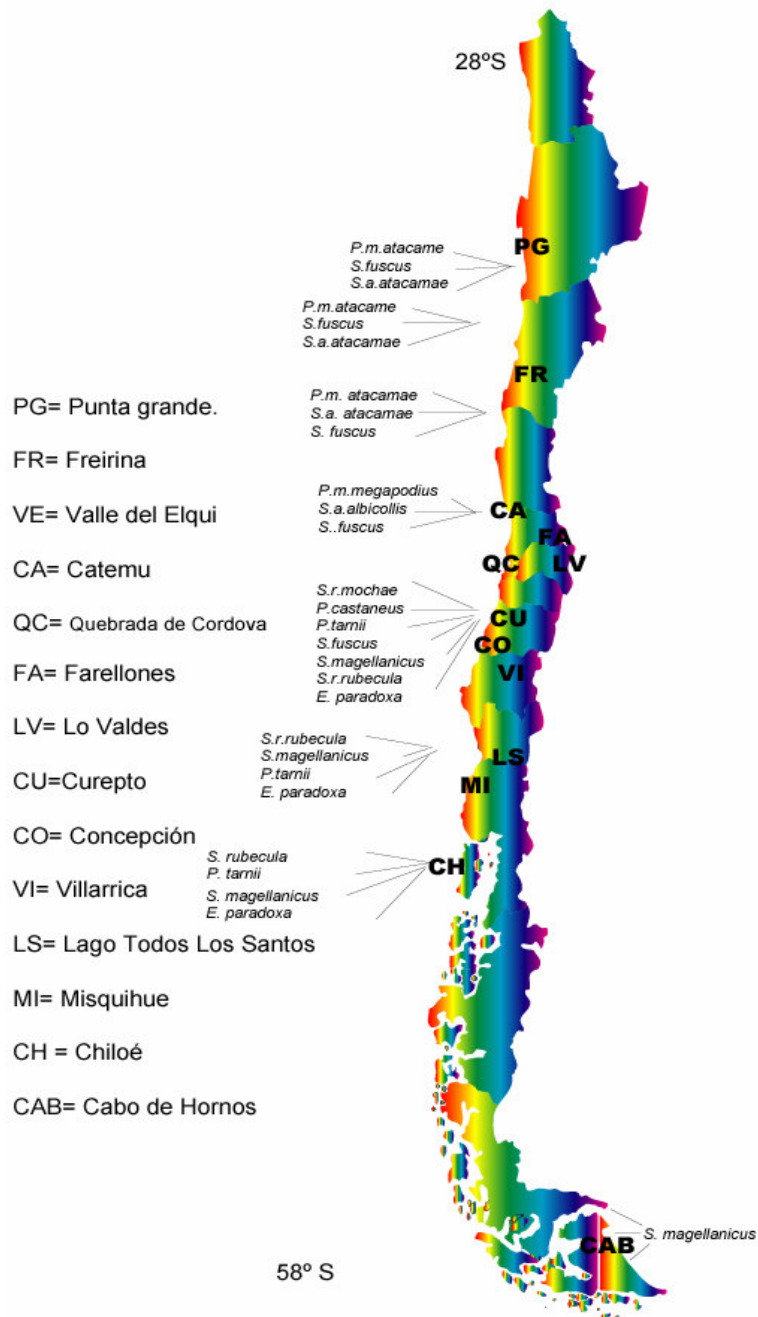 28ºS
PG
P.m.atacame
S.fuscus
S.a.atacamae
P.m.atacame
S.fuscus
S.a.atacamae
FR
P.m. atacamae
S.a. atacamae
S. fuscus
PG= Punta grande.
FR= Freirina
VE= Valle del Elqui
CA= Catemu
QC= Quebrada de Cordova
FA= Farellones
LV= Lo Valdes
CU=Curepto
CO= Concepción
VI= Villarrica
LS= Lago Todos Los Santos
MI= Misquihue
CH = Chiloé
CAB= Cabo de Hornos
P.m.megapodius
S.a.albicollis
S..fuscus
CA
FA
QC
LV
S.r.mochae
P.castaneus
P.tarnii
S.fuscus
S.magellanicus
S.r.rubecula
E. paradoxa
CU
CO
VI
S.r.rubecula
S.magellanicus
P.tarnii
E. paradoxa
LS
MI
S. rubecula
P. tarnii
S. magellanicus
E. paradoxa
CH
S. magellanicus
CAB
58º S